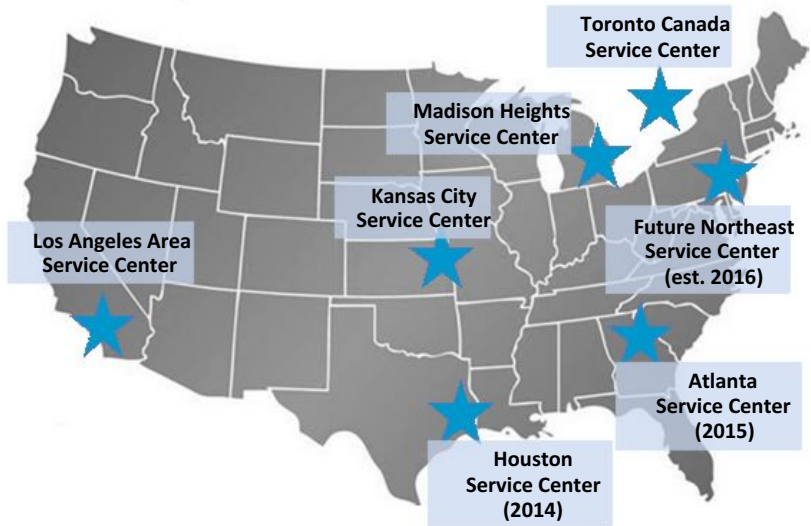 Toronto Canada
Service Center
Madison Heights
Service Center
Kansas City
Service Center
Los Angeles Area
Service Center
Future Northeast
Service Center
(est. 2016)
Atlanta
Service Center
(2015)
Houston
Service Center
(2014)